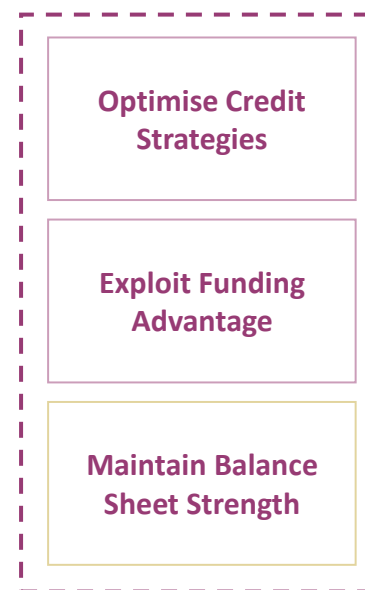 Optimise Credit
Strategies
Exploit Funding
Advantage
Maintain Balance
Sheet Strength